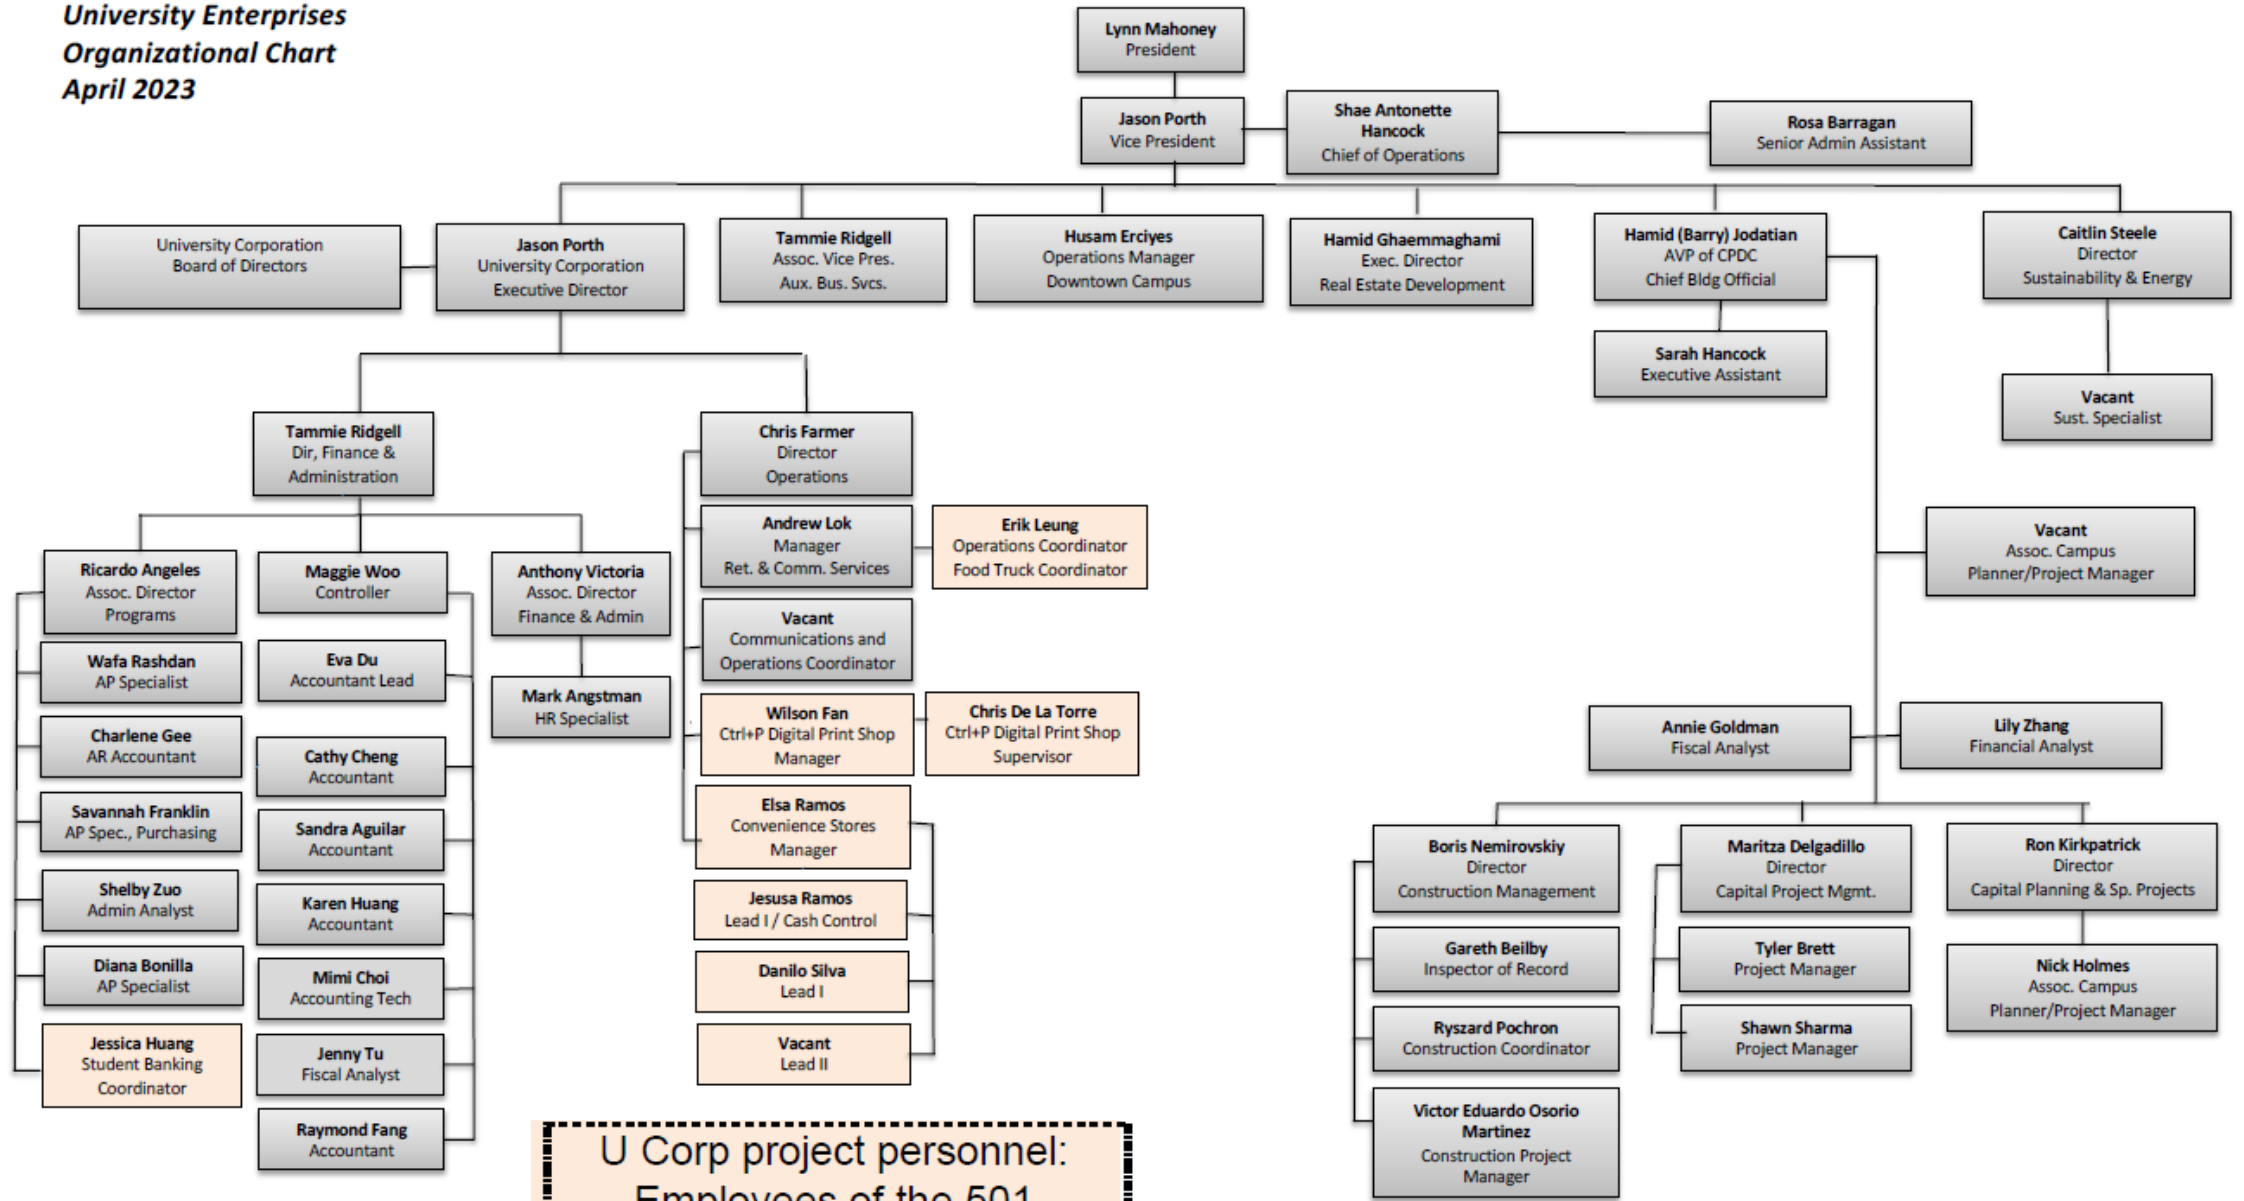 University Enterprises
Organizational Chart
April 2023
Lynn Mahoney
President
Jason Porth
Vice President
Shae Antonette
Hancock
Chief of Operations
Rosa Barragan
Senior Admin Assistant
University Corporation
Board of Directors
Jason Porth
University Corporation
Executive Director
Tammie Ridgell
Assoc. Vice Pres.
Aux. Bus. Svcs.
Husam Erciyes
Operations Manager
Downtown Campus
Hamid Ghaemmaghami
Exec. Director
Real Estate Development
Hamid (Barry) Jodatian
AVP of CPDC
Chief Bldg Official
Caitlin Steele
Director
Sustainability & Energy
Sarah Hancock
Executive Assistant
Vacant
Sust. Specialist
Tammie Ridgell
Dir, Finance &
Administration
Chris Farmer
Director
Operations
Andrew Lok
Manager
Ret. & Comm. Services
Erik Leung
Operations Coordinator
Food Truck Coordinator
Vacant
Assoc. Campus
Planner/Project Manager
Ricardo Angeles
Assoc. Director
Programs
Maggie Woo
Controller
Anthony Victoria
Assoc. Director
Finance & Admin
Vacant
Communications and
Operations Coordinator
Wafa Rashdan
AP Specialist
Eva Du
Accountant Lead
Mark Angstman
HR Specialist
Wilson Fan
Ctrl+P Digital Print Shop
Manager
Chris De La Torre
Ctrl+P Digital Print Shop
Supervisor
Annie Goldman
Fiscal Analyst
Lily Zhang
Financial Analyst
Charlene Gee
AR Accountant
Cathy Cheng
Accountant
Savannah Franklin
AP Spec., Purchasing
Sandra Aguilar
Accountant
Elsa Ramos
Convenience Stores
Manager
Boris Nemirovskiy
Director
Construction Management
Maritza Delgadillo
Director
Capital Project Mgmt.
Ron Kirkpatrick
Director
Capital Planning & Sp. Projects
Shelby Zuo
Admin Analyst
Karen Huang
Accountant
Jesusa Ramos
Lead I / Cash Control
Gareth Beilby
Inspector of Record
Tyler Brett
Project Manager
Nick Holmes
Assoc. Campus
Planner/Project Manager
Diana Bonilla
AP Specialist
Mimi Choi
Accounting Tech
Danilo Silva
Lead I
Ryszard Pochron
Construction Coordinator
Shawn Sharma
Project Manager
Jessica Huang
Student Banking
Coordinator
Jenny Tu
Fiscal Analyst
Vacant
Lead II
Victor Eduardo Osorio
Martinez
Construction Project
Manager
Raymond Fang
Accountant
U Corp project personnel:
Employees of the 501